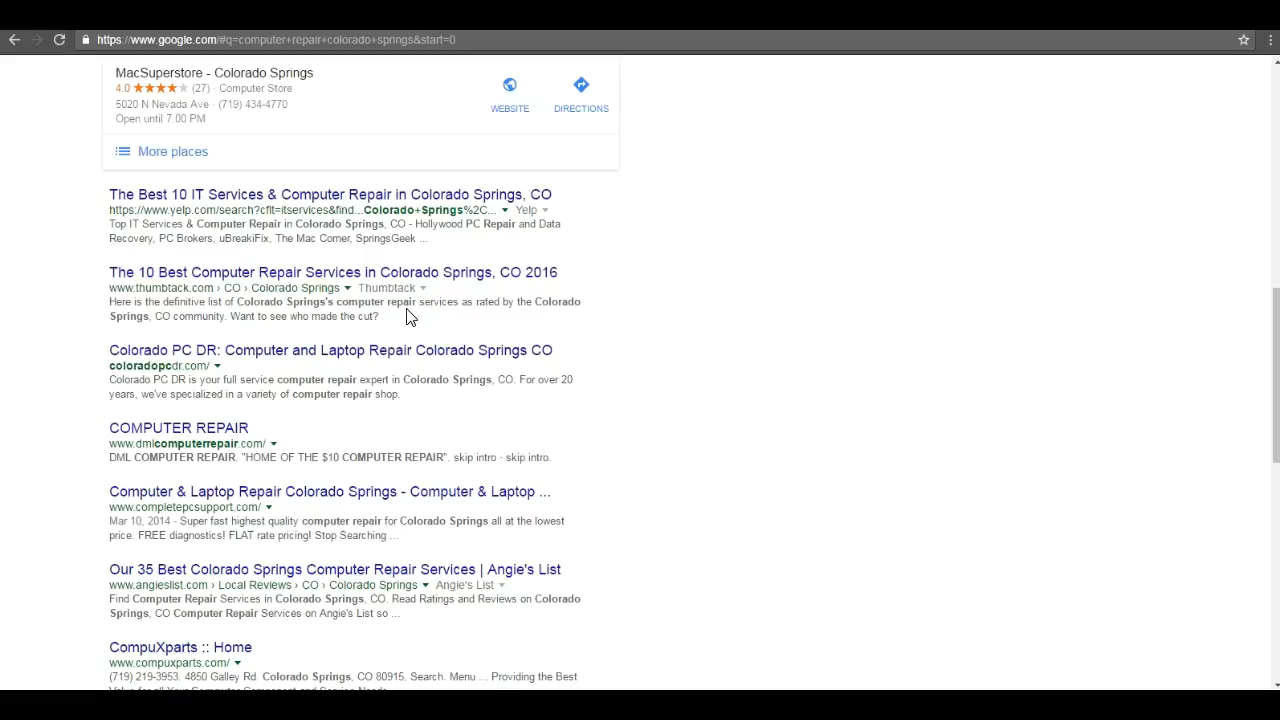 https://www.google.com/#q=computer+repair+colorado+springs&start=0
MacSuperstore - Colorado Springs
4.0 (27) · Computer Store
5020 N Nevada Ave · (719) 434-4770
Open until 7:00 PM
WEBSITE
DIRECTIONS
More places
The Best 10 IT Services & Computer Repair in Colorado Springs, CO
https://www.yelp.com/search?cflt=itservices&find...Colorado+Springs%2C... Yelp
Top IT Services & Computer Repair in Colorado Springs, CO - Hollywood PC Repair and Data
Recovery, PC Brokers, uBreakiFix, The Mac Corner, SpringsGeek ...
The 10 Best Computer Repair Services in Colorado Springs, CO 2016
www.thumbtack.com › CO › Colorado Springs Thumbtack
Here is the definitive list of Colorado Springs's computer repair services as rated by the Colorado
Springs, CO community. Want to see who made the cut?
Colorado PC DR: Computer and Laptop Repair Colorado Springs CO
coloradopcdr.com/
Colorado PC DR is your full service computer repair expert in Colorado Springs, CO. For over 20
years, we've specialized in a variety of computer repair shop.
COMPUTER REPAIR
www.dmlcomputerrepair.com/
DML COMPUTER REPAIR. "HOME OF THE $10 COMPUTER REPAIR". skip intro · skip intro.
Computer & Laptop Repair Colorado Springs - Computer & Laptop ...
www.completepcsupport.com/
Mar 10, 2014 - Super fast highest quality computer repair for Colorado Springs all at the lowest
price. FREE diagnostics! FLAT rate pricing! Stop Searching ...
Our 35 Best Colorado Springs Computer Repair Services | Angie's List
www.angieslist.com › Local Reviews › CO › Colorado Springs Angie's List
Find Computer Repair Services in Colorado Springs, CO. Read Ratings and Reviews on Colorado
Springs, CO Computer Repair Services on Angie's List so ...
CompuXparts :: Home
www.compuxparts.com/
(719) 219-3953. 4850 Galley Rd. Colorado Springs, CO 80915. Search. Menu ... Providing the Best
Value for all Your Computer Component and Service Needs